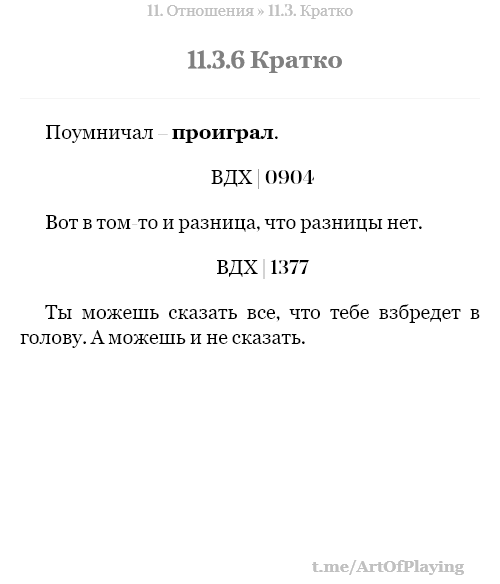 11. Отношения » 11.3. Кратко
11.3.6 Кратко
Поумничал – проиграл.
ВДХ | 0904
Вот в том-то и разница, что разницы нет.
ВДХ | 1377
Ты можешь сказать все, что тебе взбредет в
голову. А можешь и не сказать.
t.me/ArtOfPlaying